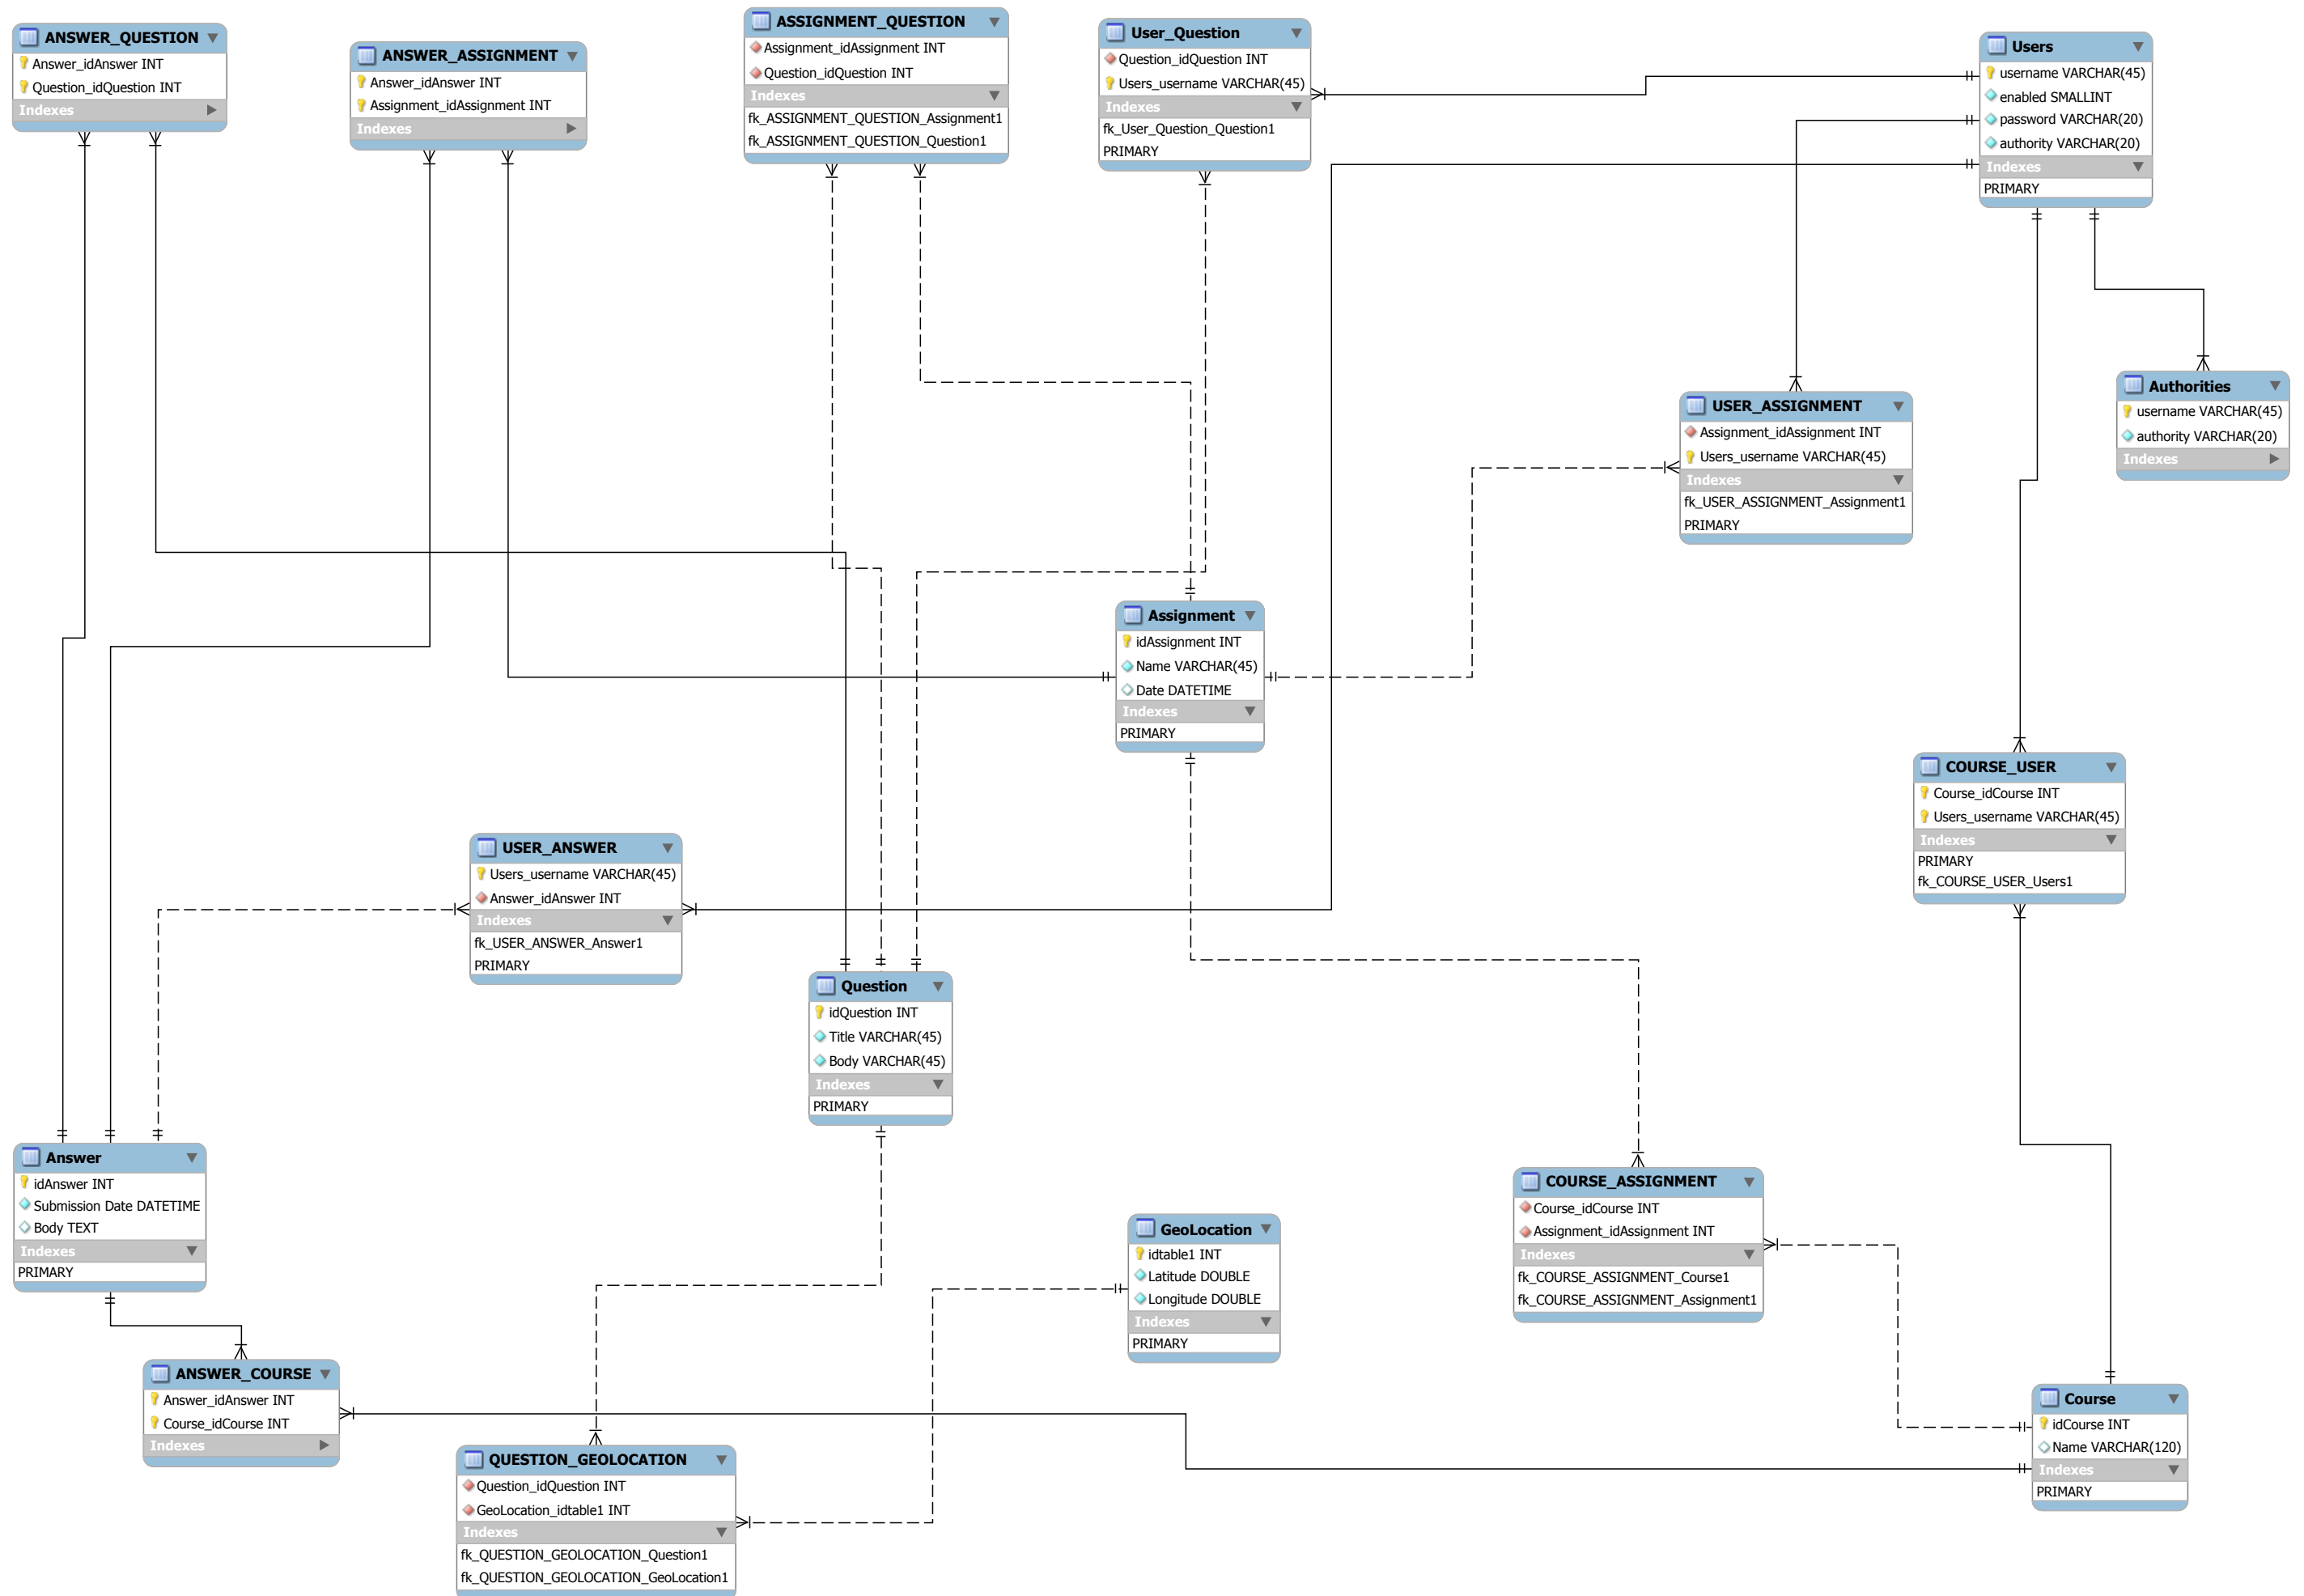 ANSWER_QUESTION
Answer_idAnswer INT
Question_idQuestion INT
Indexes
ANSWER_ASSIGNMENT
Answer_idAnswer INT
Assignment_idAssignment INT
Indexes
ASSIGNMENT_QUESTION
Assignment_idAssignment INT
Question_idQuestion INT
Indexes
fk_ASSIGNMENT_QUESTION_Assignment1
fk_ASSIGNMENT_QUESTION_Question1
User_Question
Question_idQuestion INT
Users_username VARCHAR(45)
Indexes
fk_User_Question_Question1
PRIMARY
Users
username VARCHAR(45)
enabled SMALLINT
password VARCHAR(20)
authority VARCHAR(20)
Indexes
PRIMARY
Authorities
username VARCHAR(45)
authority VARCHAR(20)
Indexes
USER_ASSIGNMENT
Assignment_idAssignment INT
Users_username VARCHAR(45)
Indexes
fk_USER_ASSIGNMENT_Assignment1
PRIMARY
Assignment
idAssignment INT
Name VARCHAR(45)
Date DATETIME
Indexes
PRIMARY
COURSE_USER
Course_idCourse INT
Users_username VARCHAR(45)
Indexes
PRIMARY
fk_COURSE_USER_Users1
USER_ANSWER
Users_username VARCHAR(45)
Answer_idAnswer INT
Indexes
fk_USER_ANSWER_Answer1
PRIMARY
Question
idQuestion INT
Title VARCHAR(45)
Body VARCHAR(45)
Indexes
PRIMARY
Answer
idAnswer INT
Submission Date DATETIME
Body TEXT
Indexes
PRIMARY
COURSE_ASSIGNMENT
Course_idCourse INT
Assignment_idAssignment INT
Indexes
fk_COURSE_ASSIGNMENT_Course1
fk_COURSE_ASSIGNMENT_Assignment1
GeoLocation
idtable1 INT
Latitude DOUBLE
Longitude DOUBLE
Indexes
PRIMARY
ANSWER_COURSE
Answer_idAnswer INT
Course_idCourse INT
Indexes
Course
idCourse INT
Name VARCHAR(120)
Indexes
PRIMARY
QUESTION_GEOLOCATION
Question_idQuestion INT
GeoLocation_idtable1 INT
Indexes
fk_QUESTION_GEOLOCATION_Question1
fk_QUESTION_GEOLOCATION_GeoLocation1